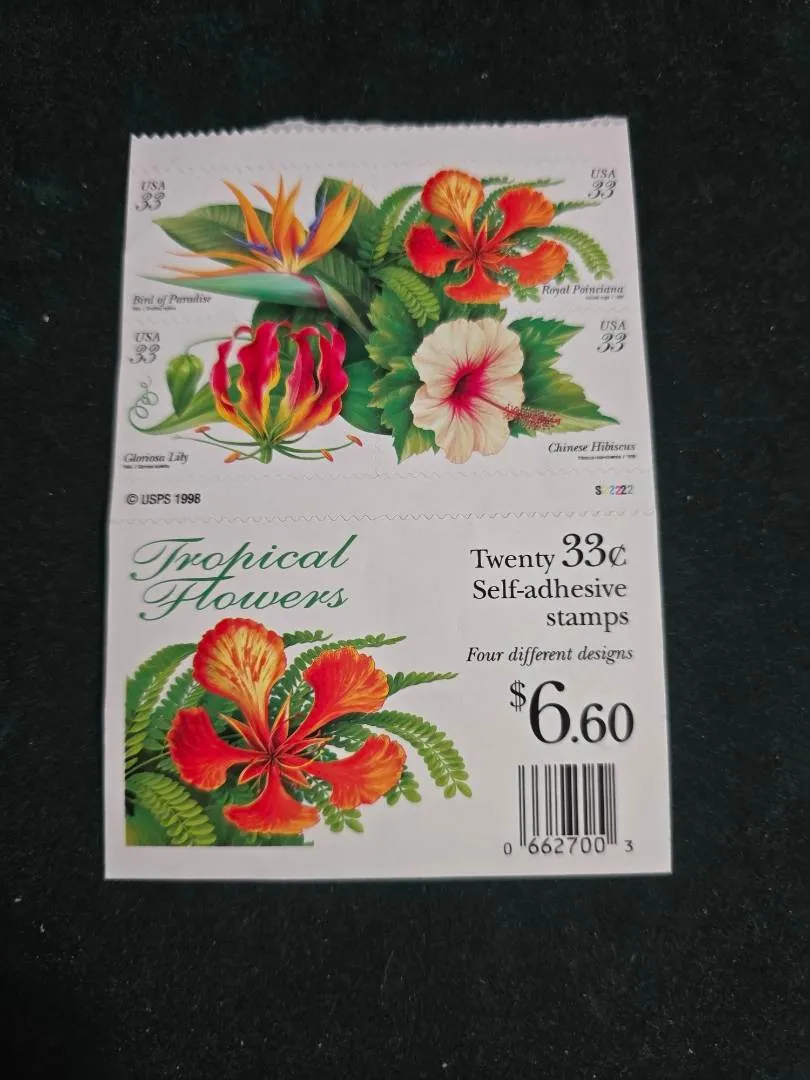 USA
33
USA
33
Bird of Paradise
Royal Poinciana
USA
33
USA
33
Gloriosa Lily
Chinese Hibiscus
© USPS 1998
Tropical
Flowers
Twenty 33¢
Self-adhesive
stamps
Four different designs
$6.60
0 662700 3